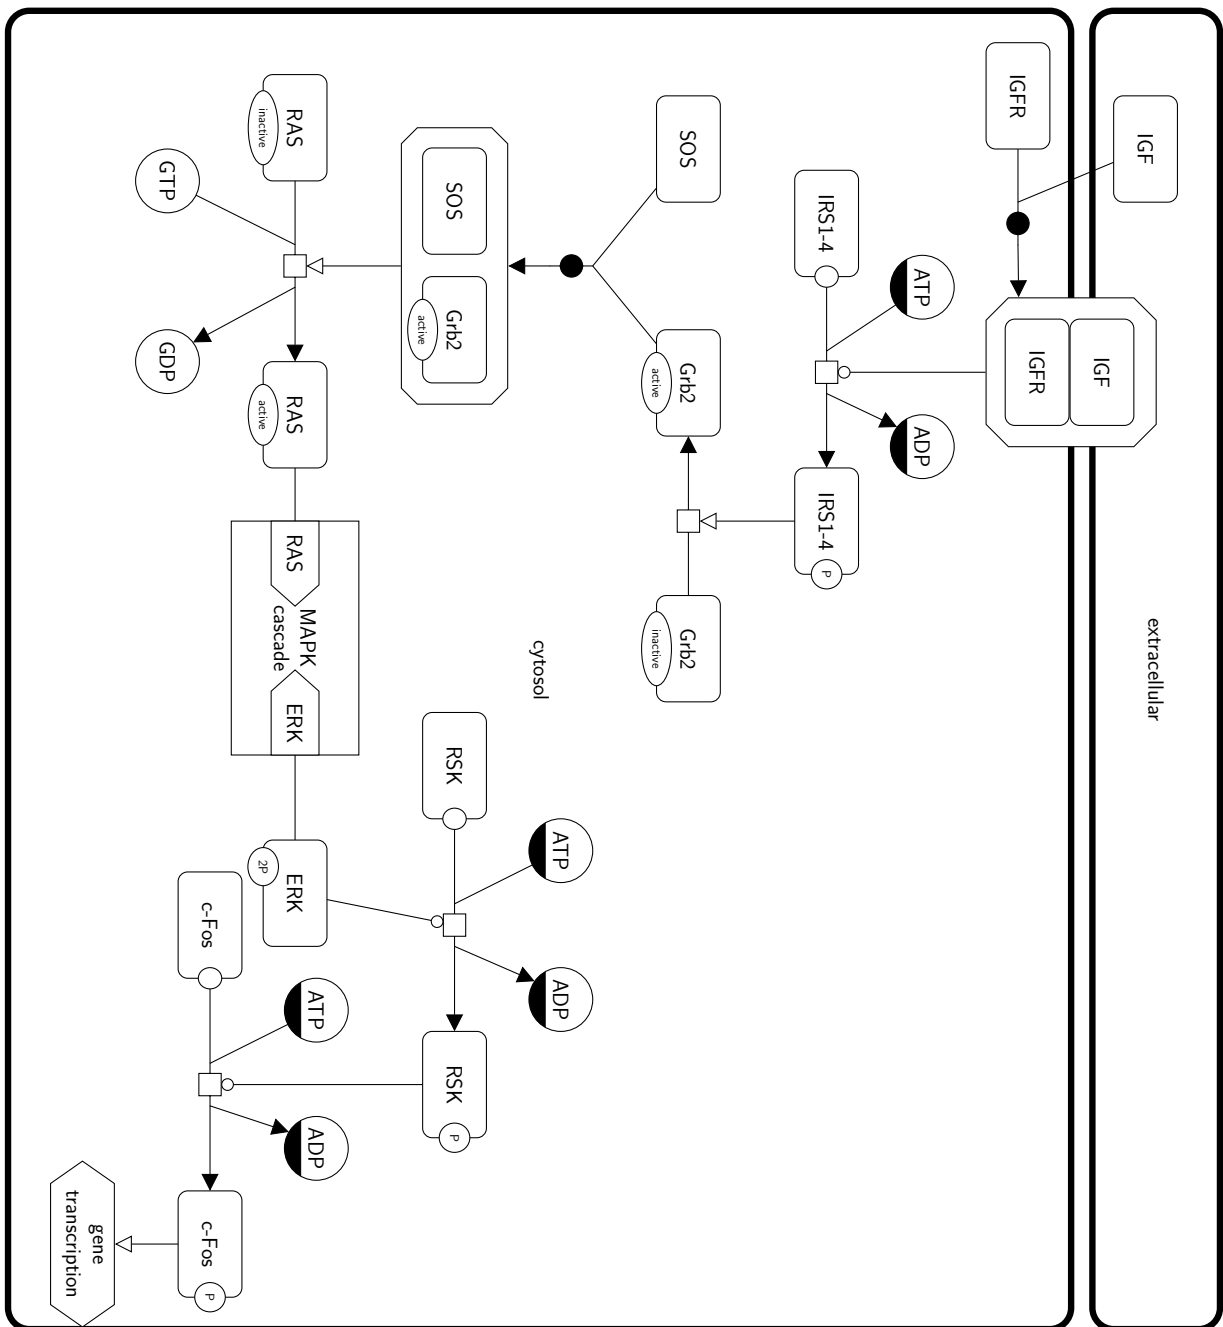 extracellular
IGF
IGFR
IGF
IGFR
ATP
ADP
IRS1-4
IRS1-4
P
SOS
Grb2
active
Grb2
inactive
cytosol
SOS
Grb2
active
RAS
inactive
GTP
GDP
RAS
active
RAS
MAPK
cascade
ERK
ERK
2P
RSK
ATP
ADP
RSK
P
c-Fos
ATP
ADP
c-Fos
P
gene
transcription